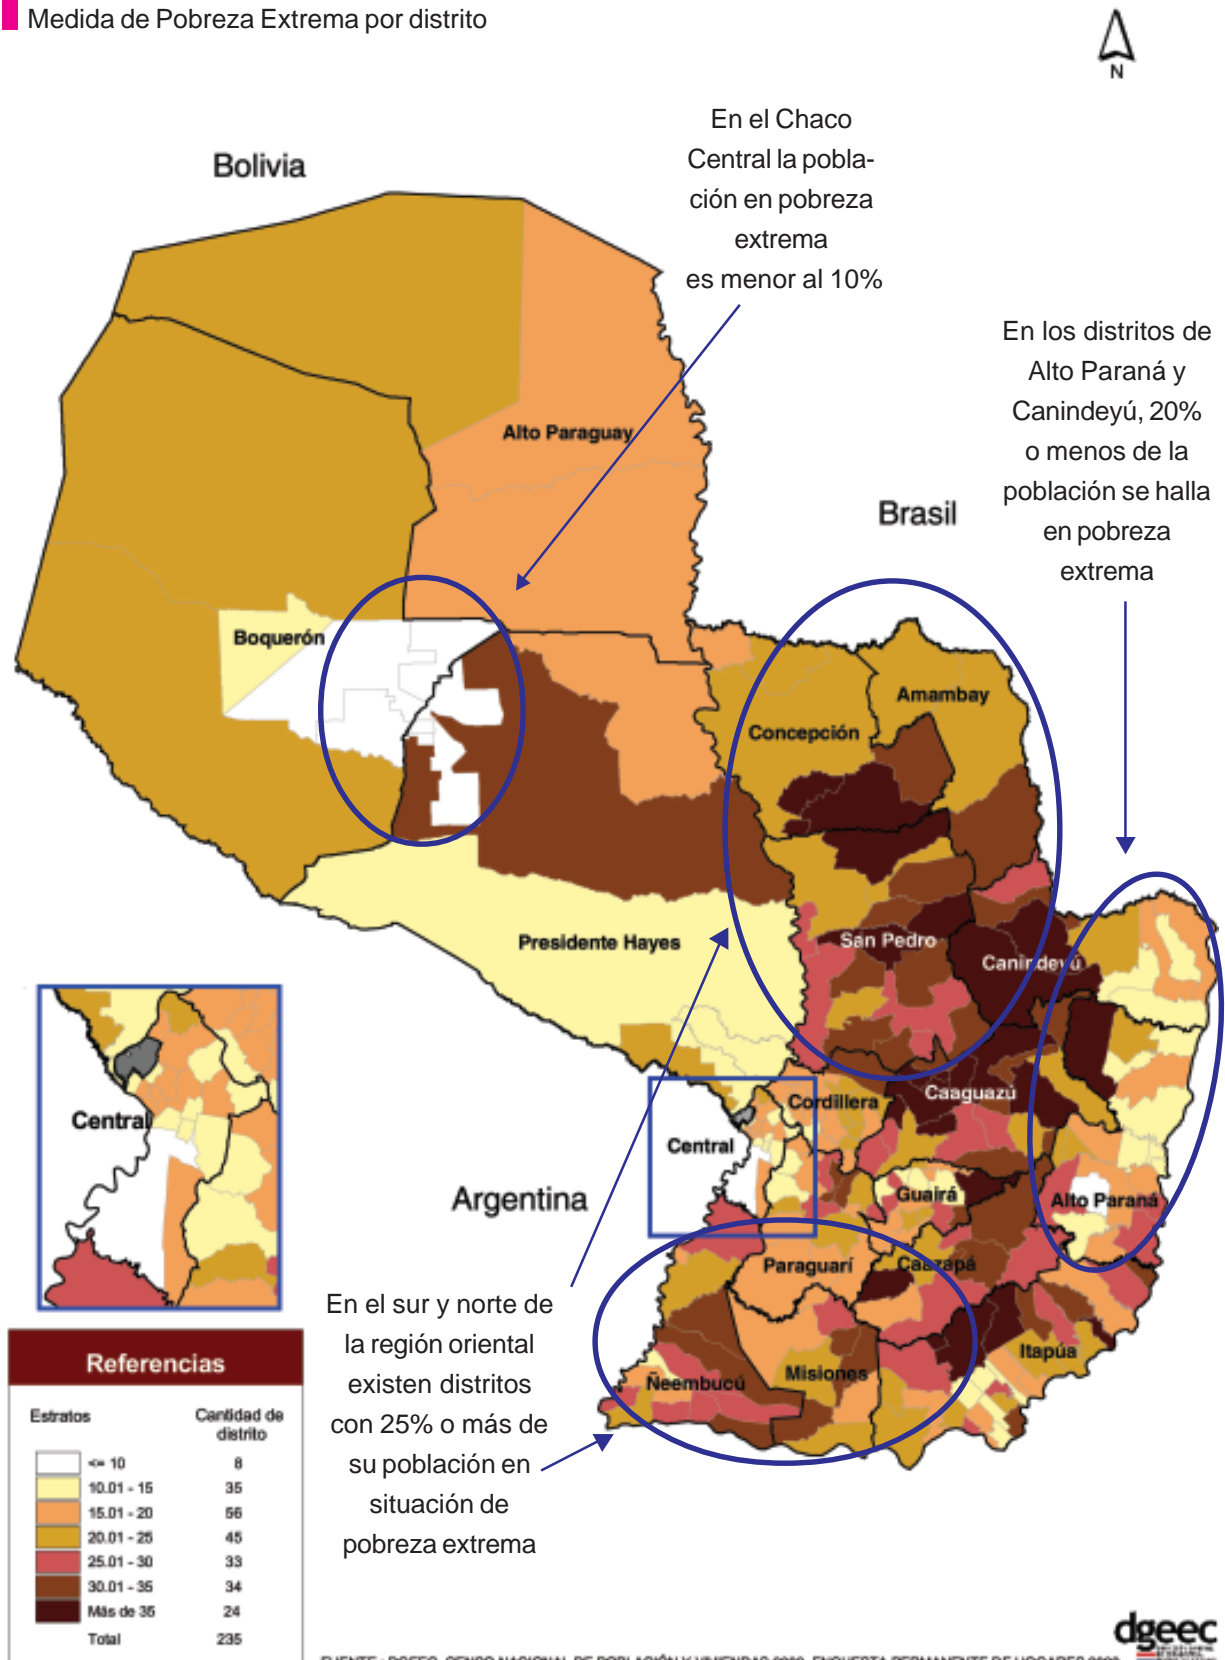 Medida de Pobreza Extrema por distrito
N
En el Chaco
Central la pobla-
ción en pobreza
extrema
es menor al 10%
Bolivia
En los distritos de
Alto Paraná y
Canindeyú, 20%
o menos de la
población se halla
en pobreza
extrema
Alto Paraguay
Brasil
Boquerón
Amambay
Concepción
Presidente Hayes
San Pedro
Canindeyú
Caaguazú
Cordillera
Central
Central
Argentina
Guairá
Alto Paraná
Paraguarí
Caazapá
Itapúa
Misiones
Ñeembucú
En el sur y norte de
la región oriental
existen distritos
con 25% o más de
su población en
situación de
pobreza extrema
Referencias
Estratos Cantidad de
distrito
<= 10 8
10.01 - 15 35
15.01 - 20 56
20.01 - 25 45
25.01 - 30 33
30.01 - 35 34
Más de 35 24
Total 235
dgeec